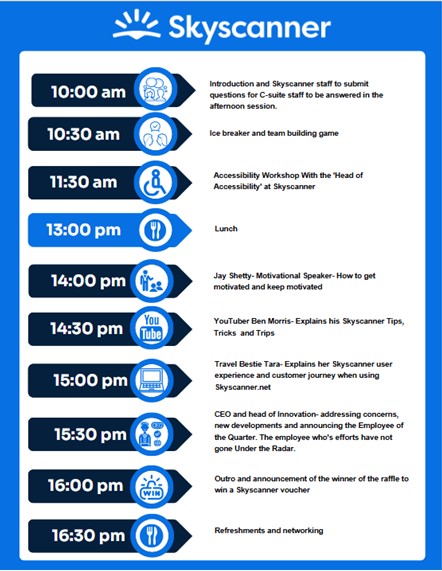 Skyscanner
10:00 am
Introduction and Skyscanner staff to submit
questions for C-suite staff to be answered in the
afternoon session.
10:30 am
Ice breaker and team building game
11:30 am
Accessibility Workshop With the 'Head of
Accessibility' at Skyscanner
13:00 pm
Lunch
14:00 pm
Jay Shetty- Motivational Speaker- How to get
motivated and keep motivated
14:30 pm
You
Tube
YouTuber Ben Morris- Explains his Skyscanner Tips,
Tricks and Trips
15:00 pm
Travel Bestie Tara- Explains her Skyscanner user
experience and customer journey when using
Skyscanner.net
15:30 pm
CEO and head of Innovation- addressing concerns,
new developments and announcing the Employee of
the Quarter. The employee who's efforts have not
gone Under the Radar.
16:00 pm
WIN
Outro and announcement of the winner of the raffle to
win a Skyscanner voucher
16:30 pm
Refreshments and networking